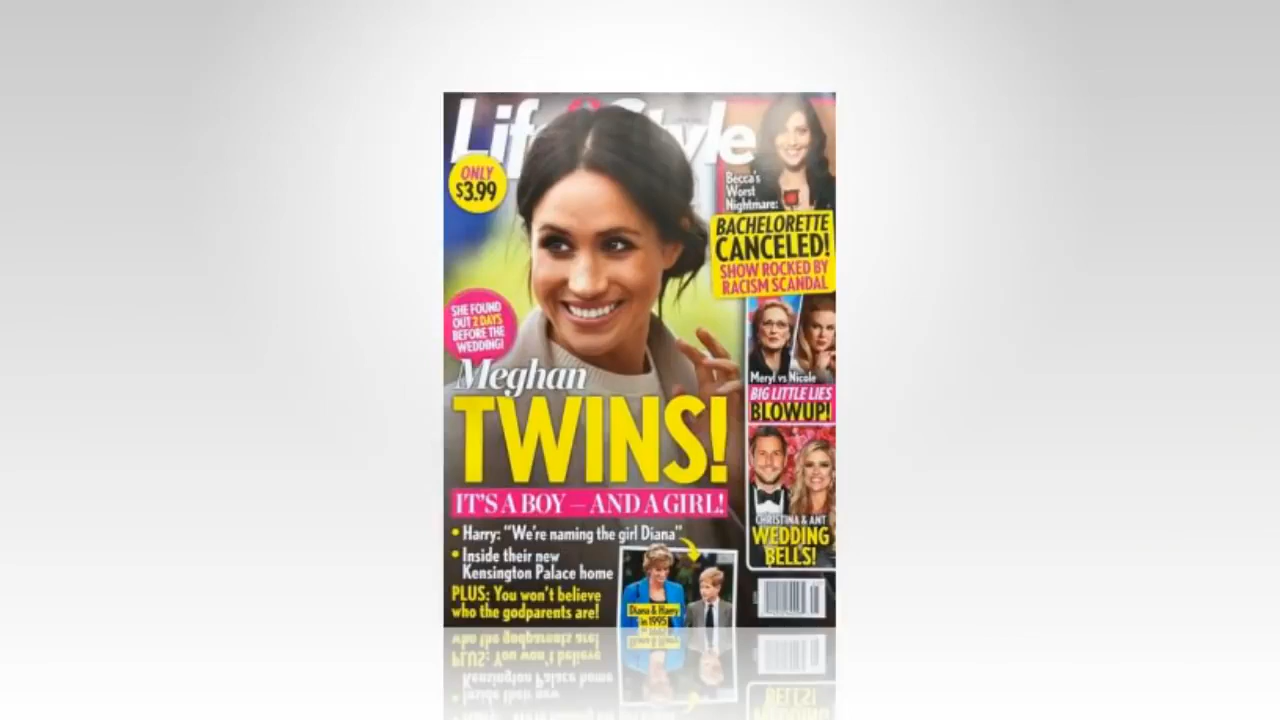 Life&Style
ONLY
$3.99
Becca's
Worst
Nightmare:
BACHELORETTE
CANCELED!
SHOW ROCKED BY
RACISM SCANDAL
SHE FOUND
OUT 2 DAYS
BEFORE THE
WEDDING!
Meghan
TWINS!
IT'S A BOY – AND A GIRL!
• Harry: "We're naming the girl Diana"
• Inside their new
Kensington Palace home
PLUS: You won't believe
who the godparents are!
Diana & Harry
in 1995
Meryl vs Nicole
BIG LITTLE LIES
BLOWUP!
CHRISTINA & ANT
WEDDING
BELLS!